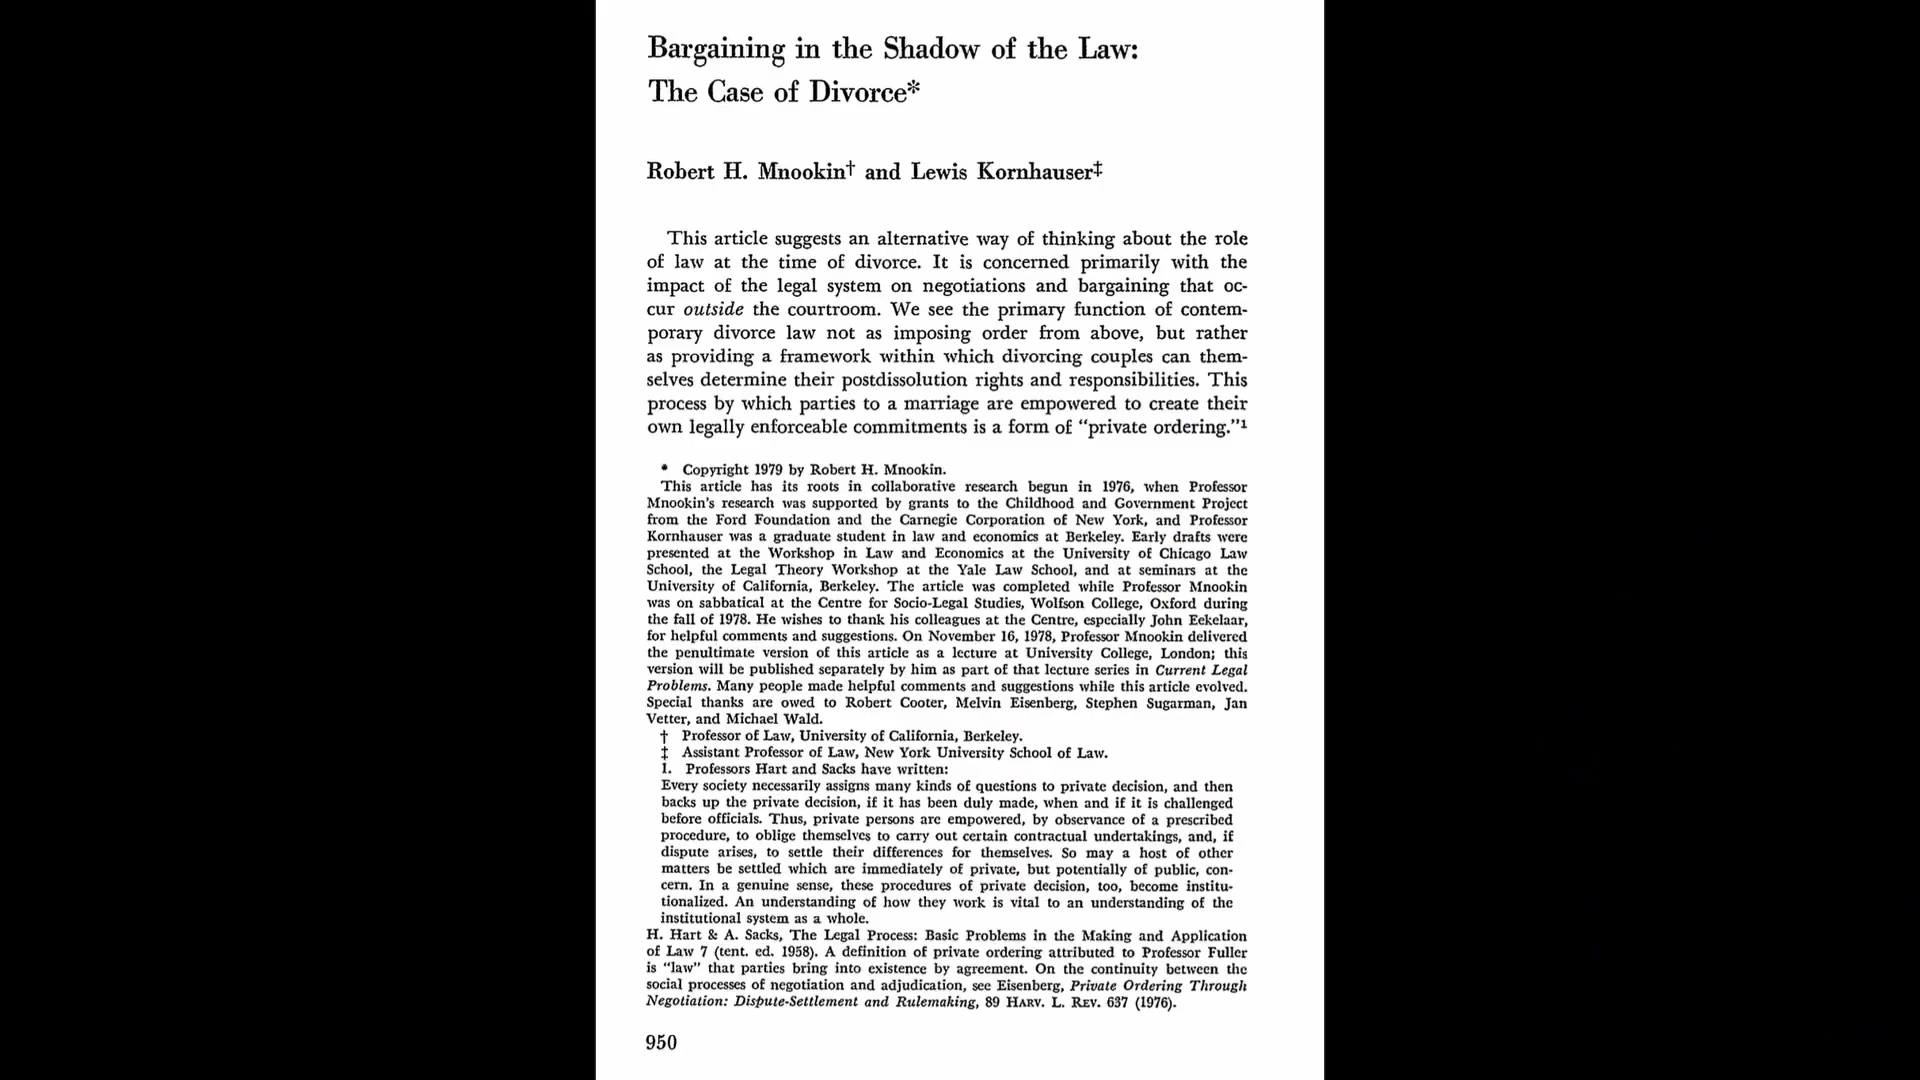 Bargaining in the Shadow of the Law:
The Case of Divorce*
Robert H. Mnookin† and Lewis Kornhauser‡
This article suggests an alternative way of thinking about the role
of law at the time of divorce. It is concerned primarily with the
impact of the legal system on negotiations and bargaining that oc-
cur outside the courtroom. We see the primary function of contem-
porary divorce law not as imposing order from above, but rather
as providing a framework within which divorcing couples can them-
selves determine their postdissolution rights and responsibilities. This
process by which parties to a marriage are empowered to create their
own legally enforceable commitments is a form of “private ordering.”1
* Copyright 1979 by Robert H. Mnookin.
This article has its roots in collaborative research begun in 1976, when Professor
Mnookin's research was supported by grants to the Childhood and Government Project
from the Ford Foundation and the Carnegie Corporation of New York, and Professor
Kornhauser was a graduate student in law and economics at Berkeley. Early drafts were
presented at the Workshop in Law and Economics at the University of Chicago Law
School, the Legal Theory Workshop at the Yale Law School, and at seminars at the
University of California, Berkeley. The article was completed while Professor Mnookin
was on sabbatical at the Centre for Socio-Legal Studies, Wolfson College, Oxford during
the fall of 1978. He wishes to thank his colleagues at the Centre, especially John Eekelaar,
for helpful comments and suggestions. On November 16, 1978, Professor Mnookin delivered
the penultimate version of this article as a lecture at University College, London; this
version will be published separately by him as part of that lecture series in Current Legal
Problems. Many people made helpful comments and suggestions while this article evolved.
Special thanks are owed to Robert Cooter, Melvin Eisenberg, Stephen Sugarman, Jan
Vetter, and Michael Wald.
† Professor of Law, University of California, Berkeley.
‡ Assistant Professor of Law, New York University School of Law.
1. Professors Hart and Sacks have written:
Every society necessarily assigns many kinds of questions to private decision, and then
backs up the private decision, if it has been duly made, when and if it is challenged
before officials. Thus, private persons are empowered, by observance of a prescribed
procedure, to oblige themselves to carry out certain contractual undertakings, and, if
dispute arises, to settle their differences for themselves. So may a host of other
matters be settled which are immediately of private, but potentially of public, con-
cern. In a genuine sense, these procedures of private decision, too, become institu-
tionalized. An understanding of how they work is vital to an understanding of the
institutional system as a whole.
H. Hart & A. Sacks, The Legal Process: Basic Problems in the Making and Application
of Law 7 (tent. ed. 1958). A definition of private ordering attributed to Professor Fuller
is “law” that parties bring into existence by agreement. On the continuity between the
social processes of negotiation and adjudication, see Eisenberg, Private Ordering Through
Negotiation: Dispute-Settlement and Rulemaking, 89 HARV. L. REV. 637 (1976).
950